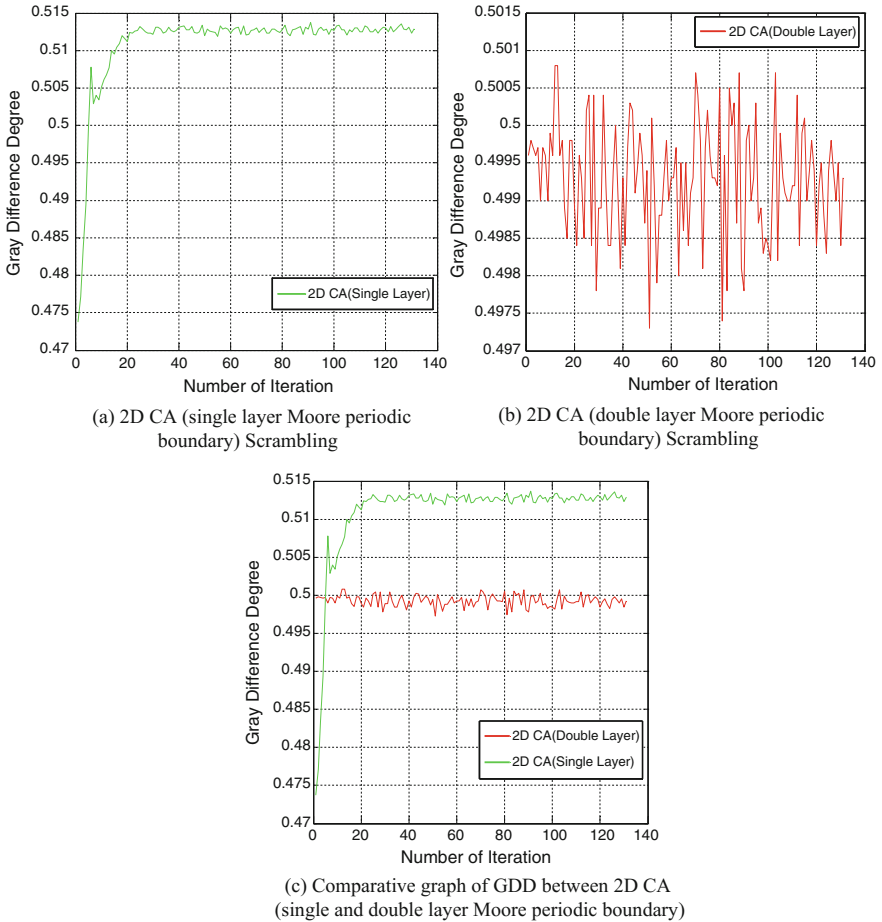 0.515
0.51
0.505
0.5
0.495
0.49
0.485
0.48
0.475
0.47
Gray Difference Degree
2D CA(Single Layer)
0 20 40 60 80 100 120 140
Number of Iteration
(a) 2D CA (single layer Moore periodic
boundary) Scrambling
0.5015
0.501
0.5005
0.5
0.4995
0.499
0.4985
0.498
0.4975
0.497
Gray Difference Degree
2D CA(Double Layer)
0 20 40 60 80 100 120 140
Number of Iteration
(b) 2D CA (double layer Moore periodic
boundary) Scrambling
0.515
0.51
0.505
0.5
0.495
0.49
0.485
0.48
0.475
0.47
Gray Difference Degree
2D CA(Double Layer)
2D CA(Single Layer)
0 20 40 60 80 100 120 140
Number of Iteration
(c) Comparative graph of GDD between 2D CA
(single and double layer Moore periodic boundary)